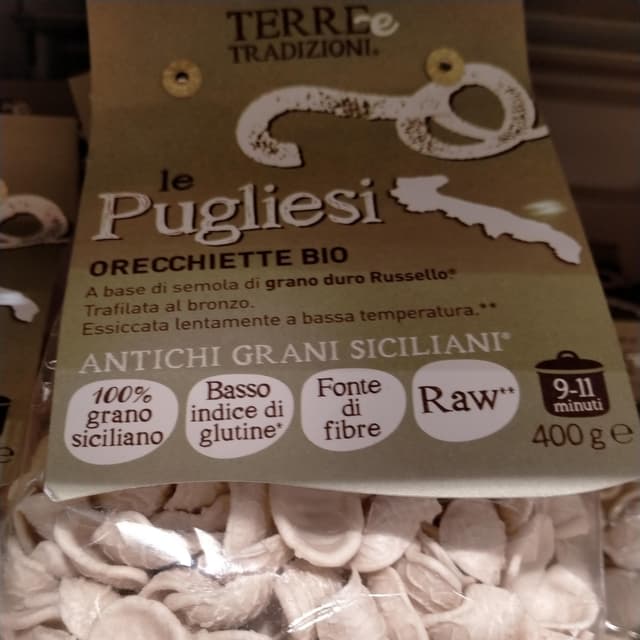 TERRE e
TRADIZIONI®
le
Pugliesi
ORECCHIETTE BIO
A base di semola di grano duro Russello®
Trafilata al bronzo.
Essiccata lentamente a bassa temperatura.**
ANTICHI GRANI SICILIANI®
100%
grano
siciliano
Basso
indice di
glutine*
Fonte
di
fibre
Raw**
9-11
minuti
400 g e